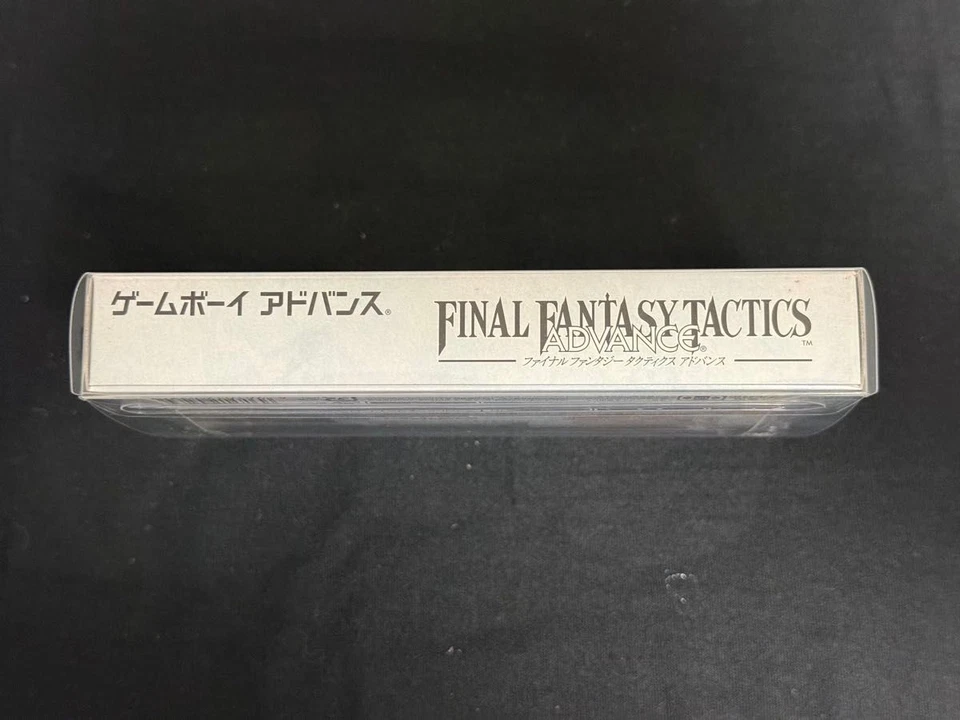 ゲームボーイ アドバンス®
FINAL FANTASY TACTICS™
ADVANCE®
ファイナルファンタジータクティクス アドバンス